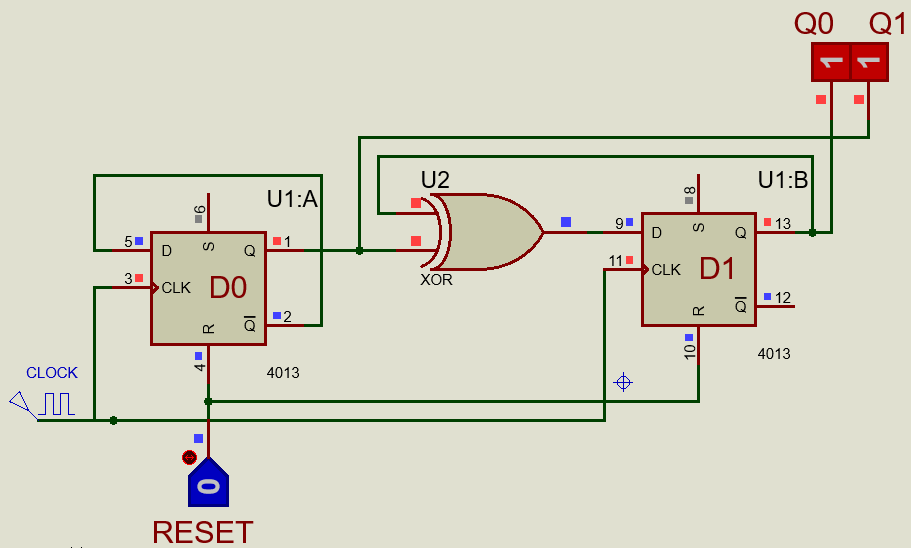 Q0 Q1
1 1
U2
U1:A
U1:B
6
8
5 D S Q 1
9 D S Q 13
3 CLK D0
11 CLK D1
XOR
R QI 2
R QI 12
4
10
4013
4013
CLOCK
0
RESET